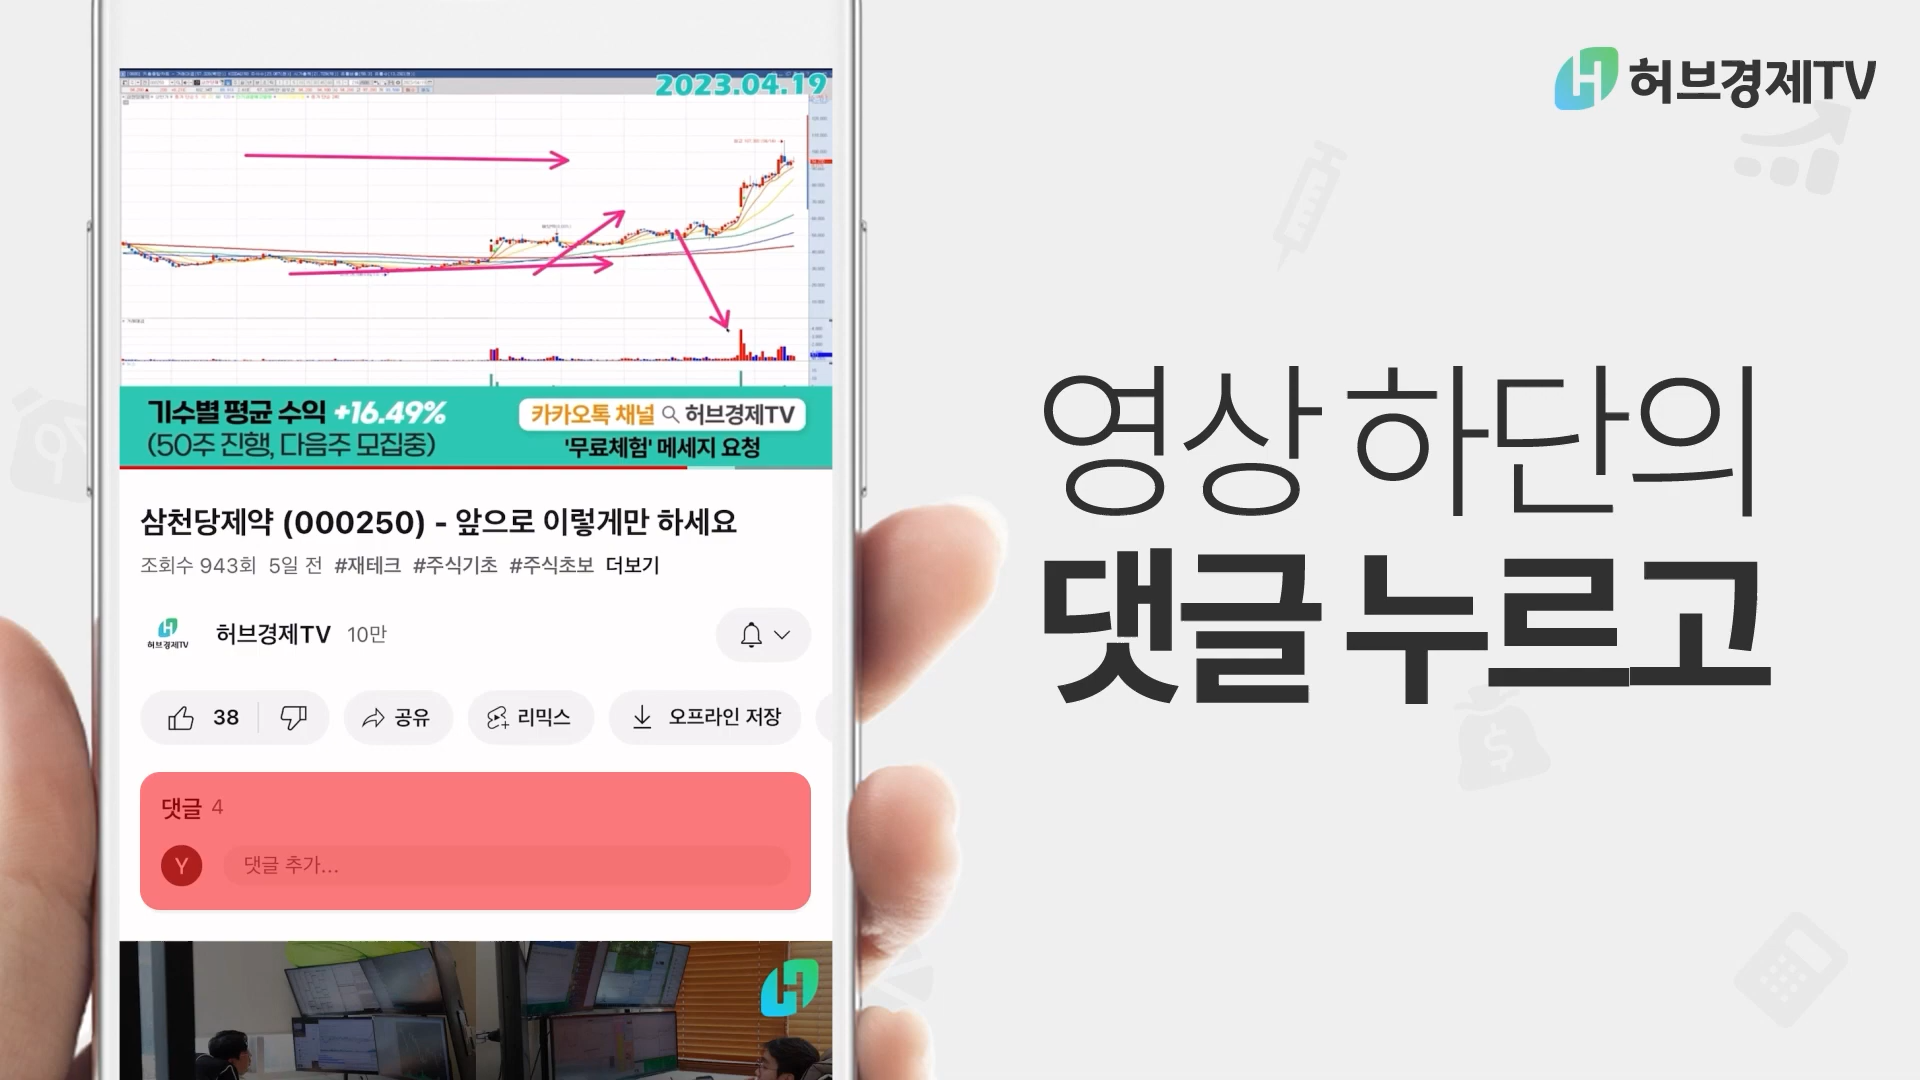 2023.04.19
허브경제TV
기수별 평균 수익 +16.49%
(50주 진행, 다음주 모집중)
카카오톡 채널 허브경제TV
'무료체험' 메세지 요청
삼천당제약 (000250) - 앞으로 이렇게만 하세요
조회수 943회 5일 전 #재테크 #주식기초 #주식초보 더보기
허브경제TV
허브경제TV 10만
38
공유
리믹스
오프라인 저장
댓글 4
Y
댓글 추가...
영상 하단의
댓글 누르고